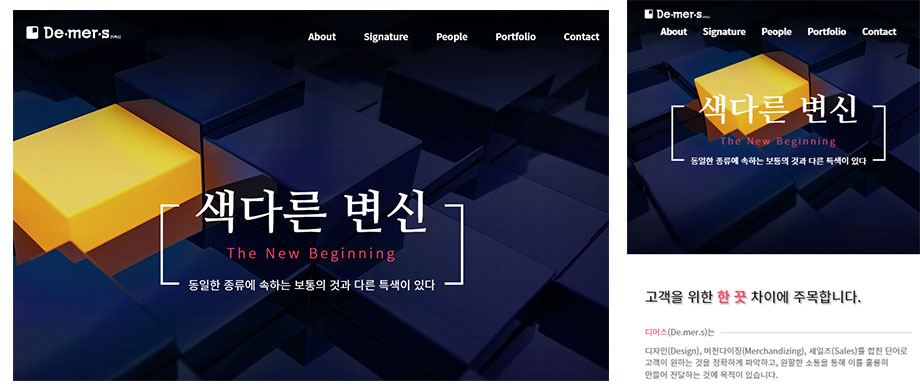 De·mer·s
About Signature People Portfolio Contact
색다른 변신
The New Beginning
동일한 종류에 속하는 보통의 것과 다른 특색이 있다
De·mer·s
About Signature People Portfolio Contact
색다른 변신
The New Beginning
동일한 종류에 속하는 보통의 것과 다른 특색이 있다
고객을 위한 한 끗 차이에 주목합니다.
디머스(De.mer.s)는
디자인(Design), 머천다이징(Merchandizing), 세일즈(Sales)를 합친 단어로
고객이 원하는 것을 정확하게 파악하고, 원활한 소통을 통해 이를 훌륭히
만들어 전달하는 것에 목적이 있습니다.